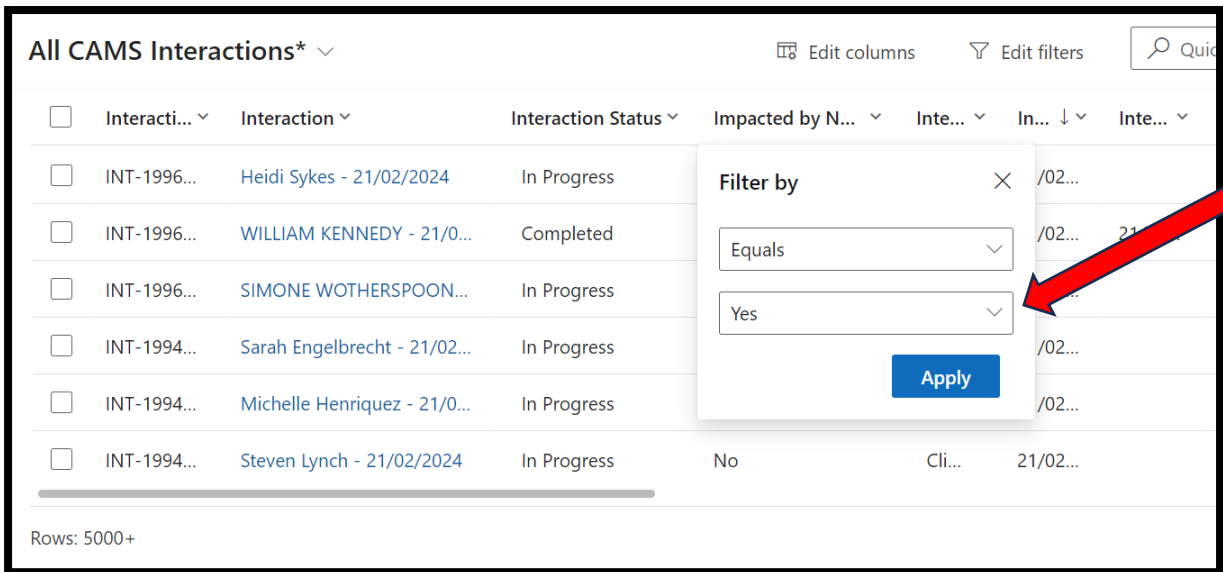 All CAMS Interactions*
Edit columns
Edit filters
Quic
Interacti... Interaction Interaction Status Impacted by N... Inte... In... Inte...
INT-1996... Heidi Sykes - 21/02/2024 In Progress /02...
INT-1996... WILLIAM KENNEDY - 21/0... Completed /02...
INT-1996... SIMONE WOTHERSPOON... In Progress
INT-1994... Sarah Engelbrecht - 21/02... In Progress /02...
INT-1994... Michelle Henriquez - 21/0... In Progress /02...
INT-1994... Steven Lynch - 21/02/2024 In Progress No Cli... 21/02...
Filter by
Equals
Yes
Apply
Rows: 5000+